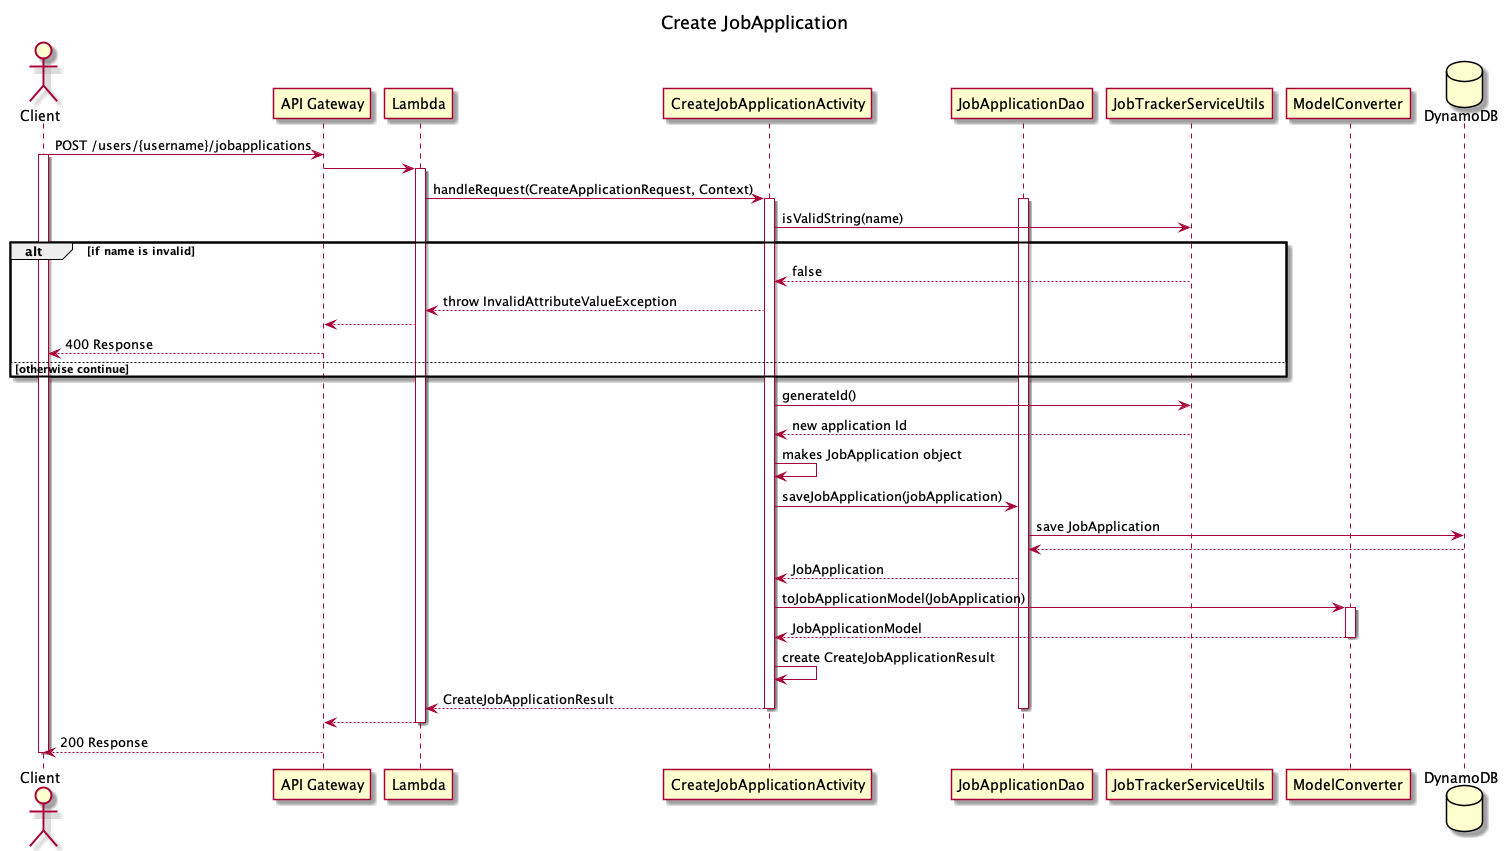 Create JobApplication
Client
API Gateway
Lambda
CreateJobApplicationActivity
JobApplicationDao
JobTrackerServiceUtils
ModelConverter
DynamoDB
POST /users/{username}/jobapplications
handleRequest(CreateApplicationRequest, Context)
isValidString(name)
alt
[if name is invalid]
false
throw InvalidAttributeValueException
400 Response
[otherwise continue]
generateId()
new application Id
makes JobApplication object
saveJobApplication(jobApplication)
save JobApplication
JobApplication
toJobApplicationModel(JobApplication)
JobApplicationModel
create CreateJobApplicationResult
CreateJobApplicationResult
200 Response
Client
API Gateway
Lambda
CreateJobApplicationActivity
JobApplicationDao
JobTrackerServiceUtils
ModelConverter
DynamoDB